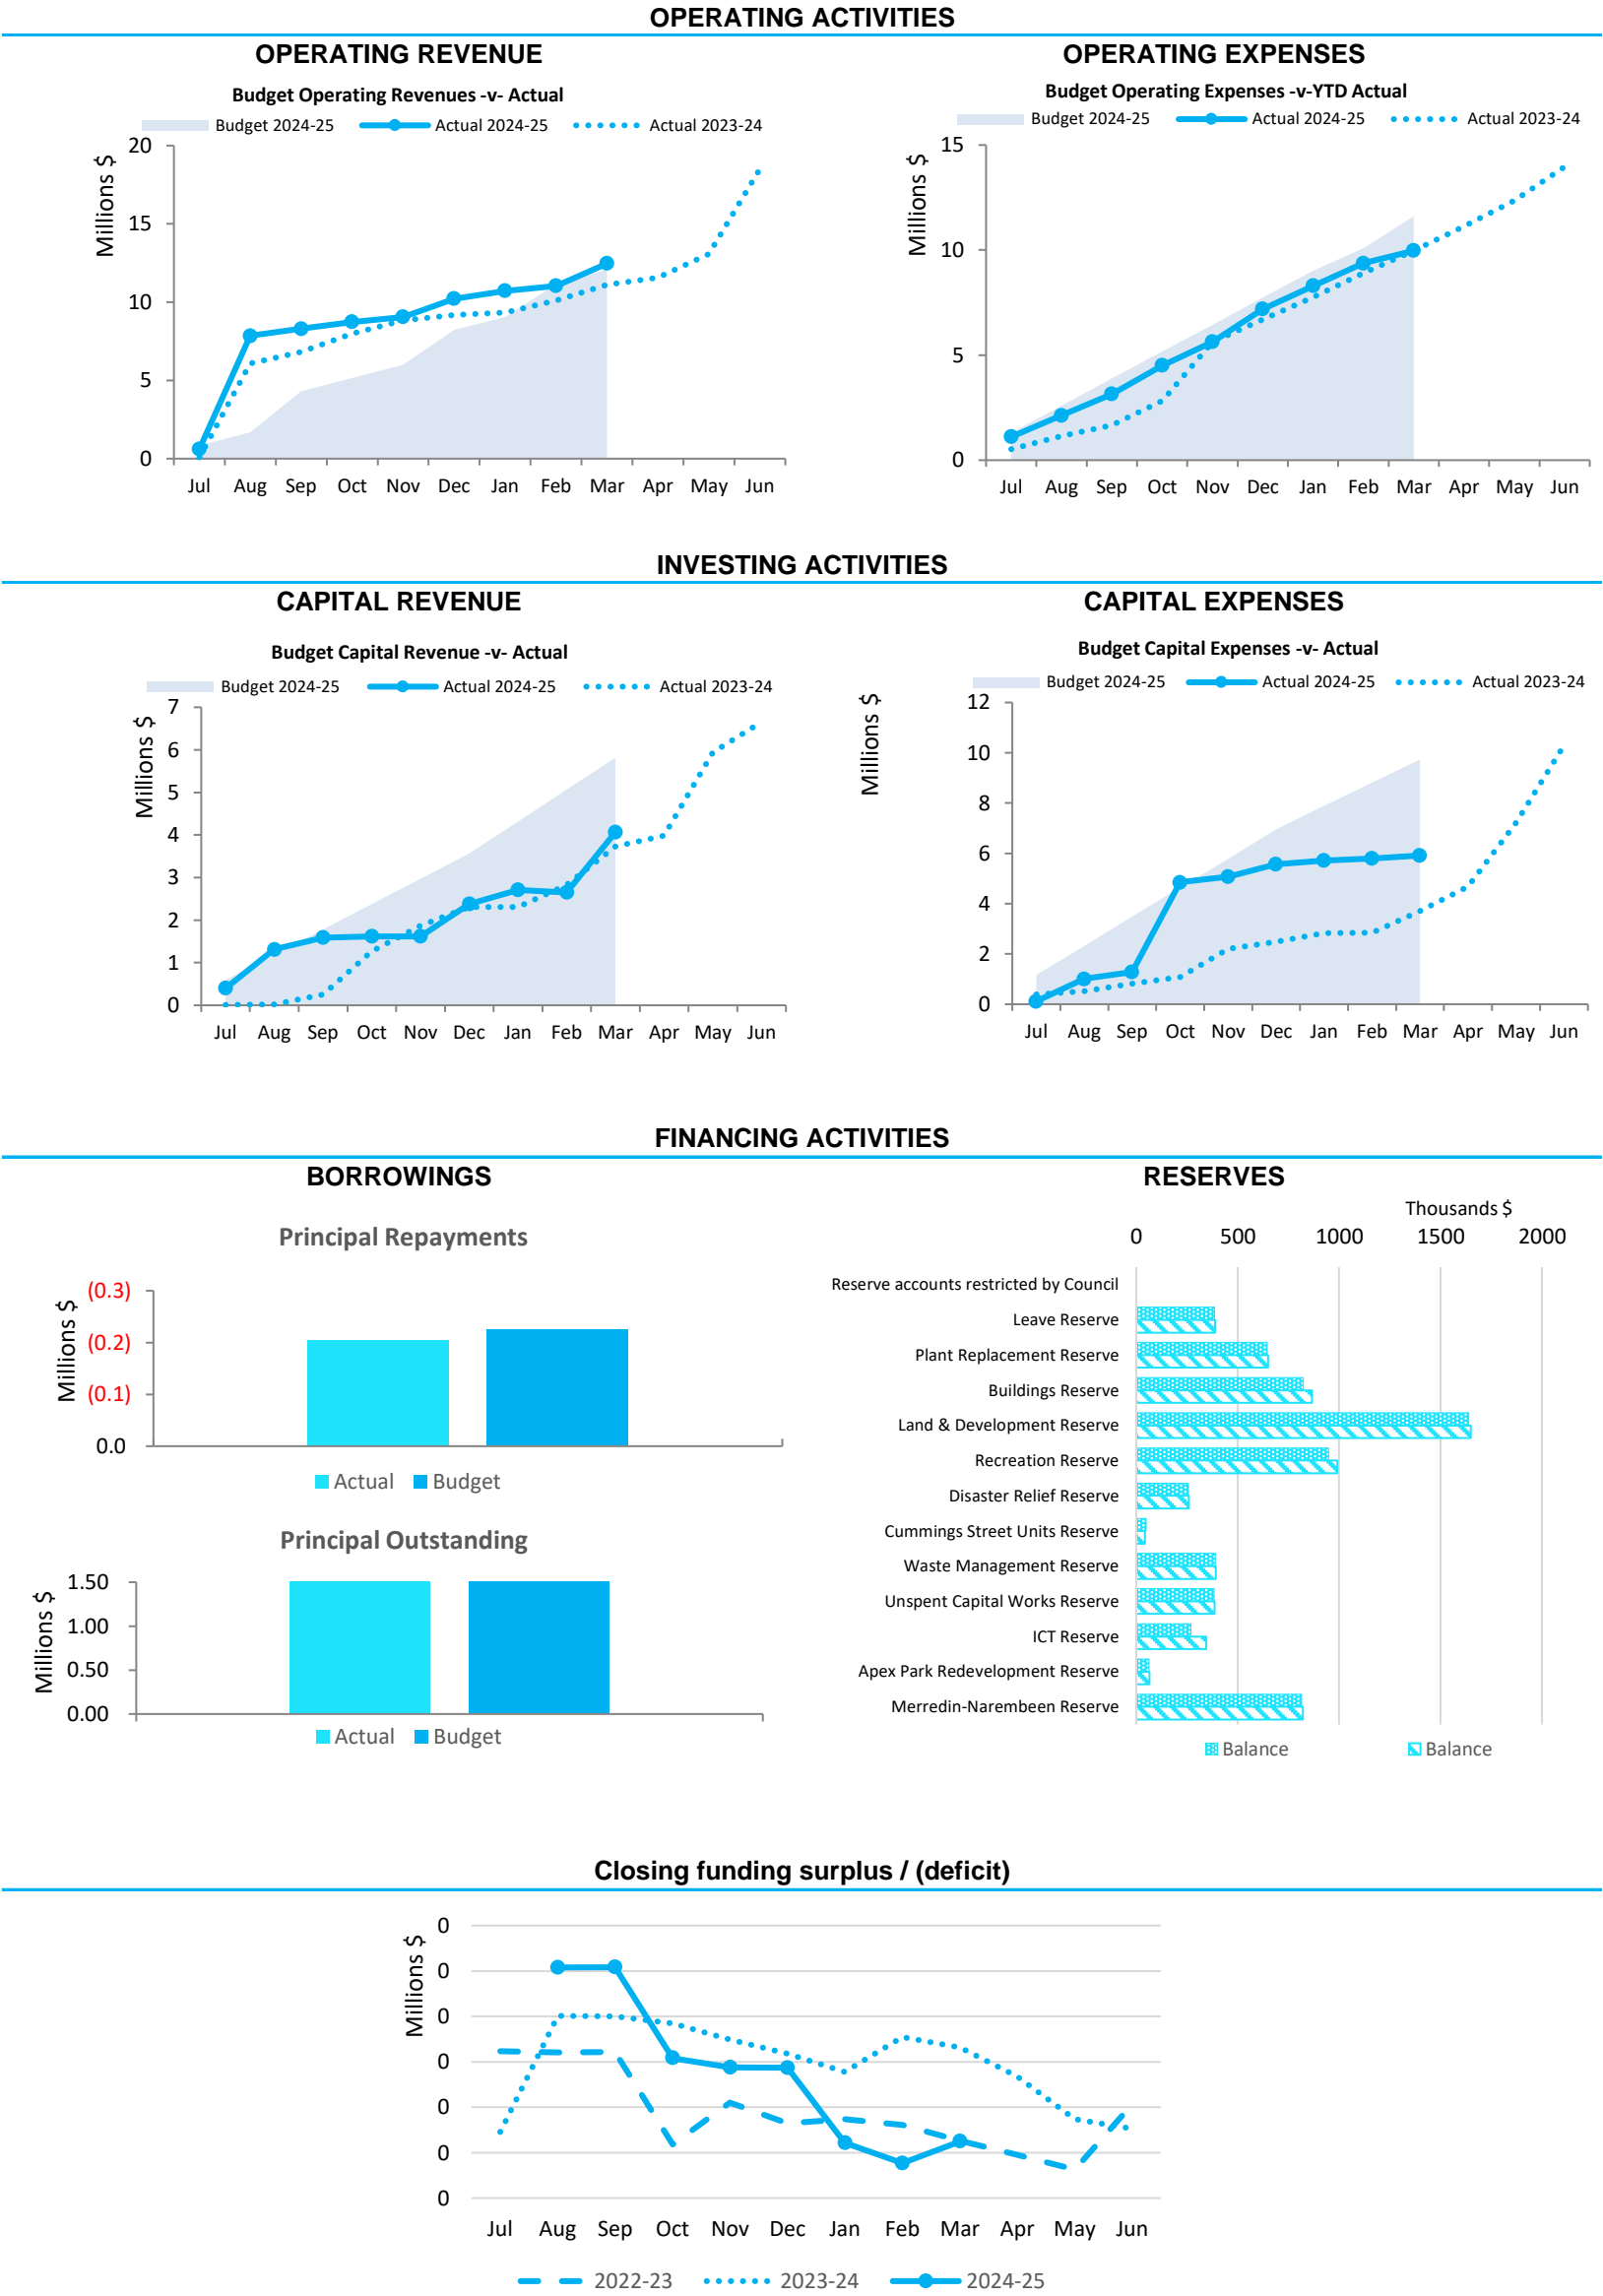 OPERATING ACTIVITIES
OPERATING REVENUE
Budget Operating Revenues -v- Actual
Budget 2024-25 Actual 2024-25 Actual 2023-24
Millions $
20
15
10
5
0
Jul Aug Sep Oct Nov Dec Jan Feb Mar Apr May Jun
OPERATING EXPENSES
Budget Operating Expenses -v-YTD Actual
Budget 2024-25 Actual 2024-25 Actual 2023-24
Millions $
15
10
5
0
Jul Aug Sep Oct Nov Dec Jan Feb Mar Apr May Jun
INVESTING ACTIVITIES
CAPITAL REVENUE
Budget Capital Revenue -v- Actual
Budget 2024-25 Actual 2024-25 Actual 2023-24
Millions $
7
6
5
4
3
2
1
0
Jul Aug Sep Oct Nov Dec Jan Feb Mar Apr May Jun
CAPITAL EXPENSES
Budget Capital Expenses -v- Actual
Budget 2024-25 Actual 2024-25 Actual 2023-24
Millions $
12
10
8
6
4
2
0
Jul Aug Sep Oct Nov Dec Jan Feb Mar Apr May Jun
FINANCING ACTIVITIES
BORROWINGS
Principal Repayments
Millions $
(0.3)
(0.2)
(0.1)
0.0
Actual Budget
Principal Outstanding
Millions $
1.50
1.00
0.50
0.00
Actual Budget
RESERVES
Thousands $
0 500 1000 1500 2000
Reserve accounts restricted by Council
Leave Reserve
Plant Replacement Reserve
Buildings Reserve
Land & Development Reserve
Recreation Reserve
Disaster Relief Reserve
Cummings Street Units Reserve
Waste Management Reserve
Unspent Capital Works Reserve
ICT Reserve
Apex Park Redevelopment Reserve
Merredin-Narembeen Reserve
Balance Balance
Closing funding surplus / (deficit)
Millions $
0
0
0
0
0
0
0
Jul Aug Sep Oct Nov Dec Jan Feb Mar Apr May Jun
2022-23 2023-24 2024-25